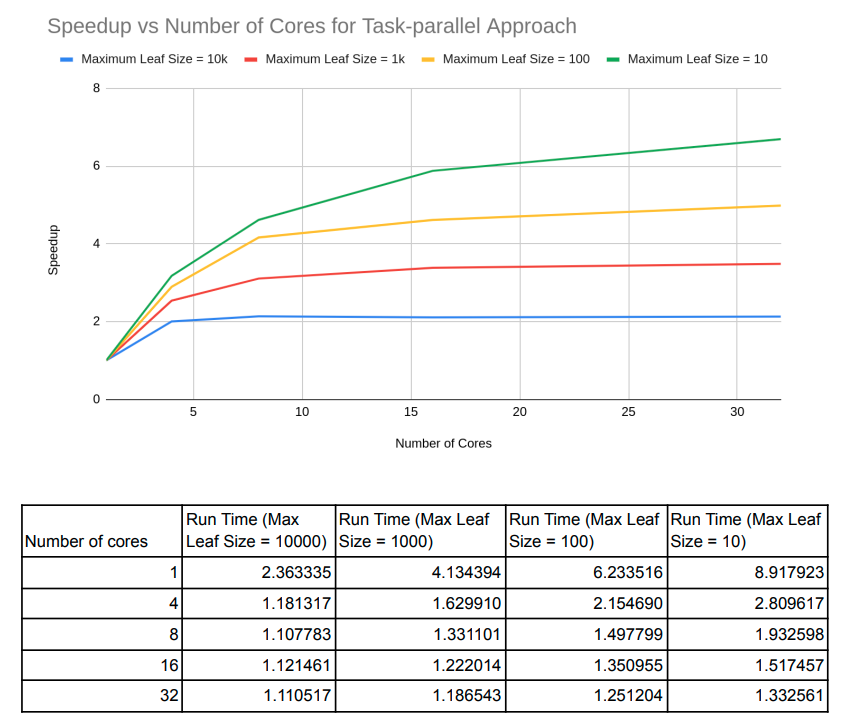 Speedup vs Number of Cores for Task-parallel Approach
Maximum Leaf Size = 10k Maximum Leaf Size = 1k Maximum Leaf Size = 100 Maximum Leaf Size = 10
8
6
4
2
0
Speedup
5 10 15 20 25 30
Number of Cores
Number of cores Run Time (Max Leaf Size = 10000) Run Time (Max Leaf Size = 1000) Run Time (Max Leaf Size = 100) Run Time (Max Leaf Size = 10)
1 2.363335 4.134394 6.233516 8.917923
4 1.181317 1.629910 2.154690 2.809617
8 1.107783 1.331101 1.497799 1.932598
16 1.121461 1.222014 1.350955 1.517457
32 1.110517 1.186543 1.251204 1.332561